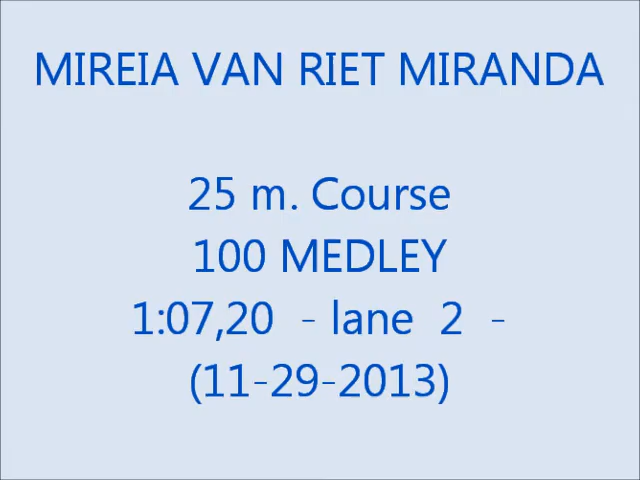 MIREIA VAN RIET MIRANDA
25 m. Course
100 MEDLEY
1:07,20 - lane 2 -
(11-29-2013)